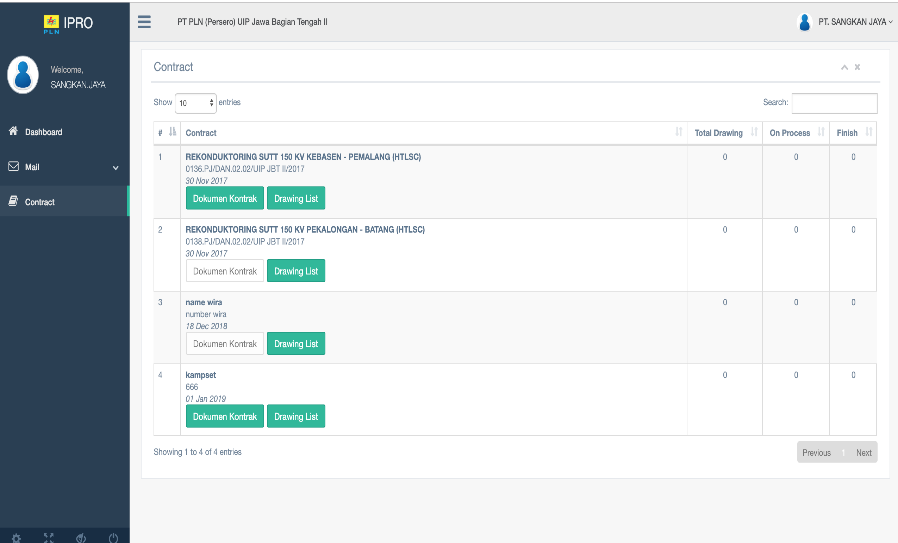 PLN
IPRO
PT PLN (Persero) UIP Jawa Bagian Tengah II
PT. SANGKAN JAYA
Welcome,
SANGKAN.JAYA
Dashboard
Mail
Contract
Contract
Show 10 entries
Search:
# Contract Total Drawing On Process Finish
1 REKONDUKTORING SUTT 150 KV KEBASEN - PEMALANG (HTLSC) 0 0 0
0136.PJ/DAN.02.02/UIP JBT II/2017
30 Nov 2017
Dokumen Kontrak Drawing List
2 REKONDUKTORING SUTT 150 KV PEKALONGAN - BATANG (HTLSC) 0 0 0
0138.PJ/DAN.02.02/UIP JBT II/2017
30 Nov 2017
Dokumen Kontrak Drawing List
3 name wira 0 0 0
number wira
18 Dec 2018
Dokumen Kontrak Drawing List
4 kampset 0 0 0
666
01 Jan 2019
Dokumen Kontrak Drawing List
Showing 1 to 4 of 4 entries
Previous 1 Next